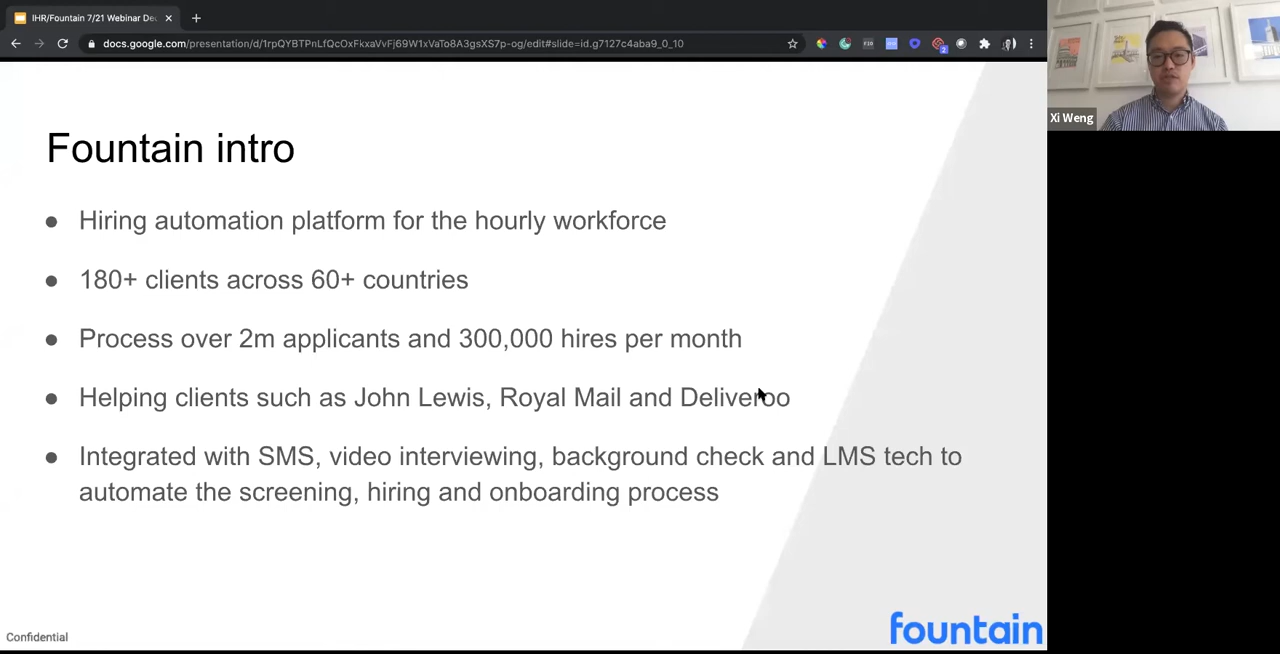 IHR/Fountain 7/21 Webinar De
docs.google.com/presentation/d/1rpQYBTPnLfQcOxFkxaVvFj69W1xVaTo8A3gsXS7p-og/edit#slide=id.g7127c4aba9_0_10
2
Xi Weng
Fountain intro
● Hiring automation platform for the hourly workforce
● 180+ clients across 60+ countries
● Process over 2m applicants and 300,000 hires per month
● Helping clients such as John Lewis, Royal Mail and Deliveroo
● Integrated with SMS, video interviewing, background check and LMS tech to
automate the screening, hiring and onboarding process
Confidential
fountain